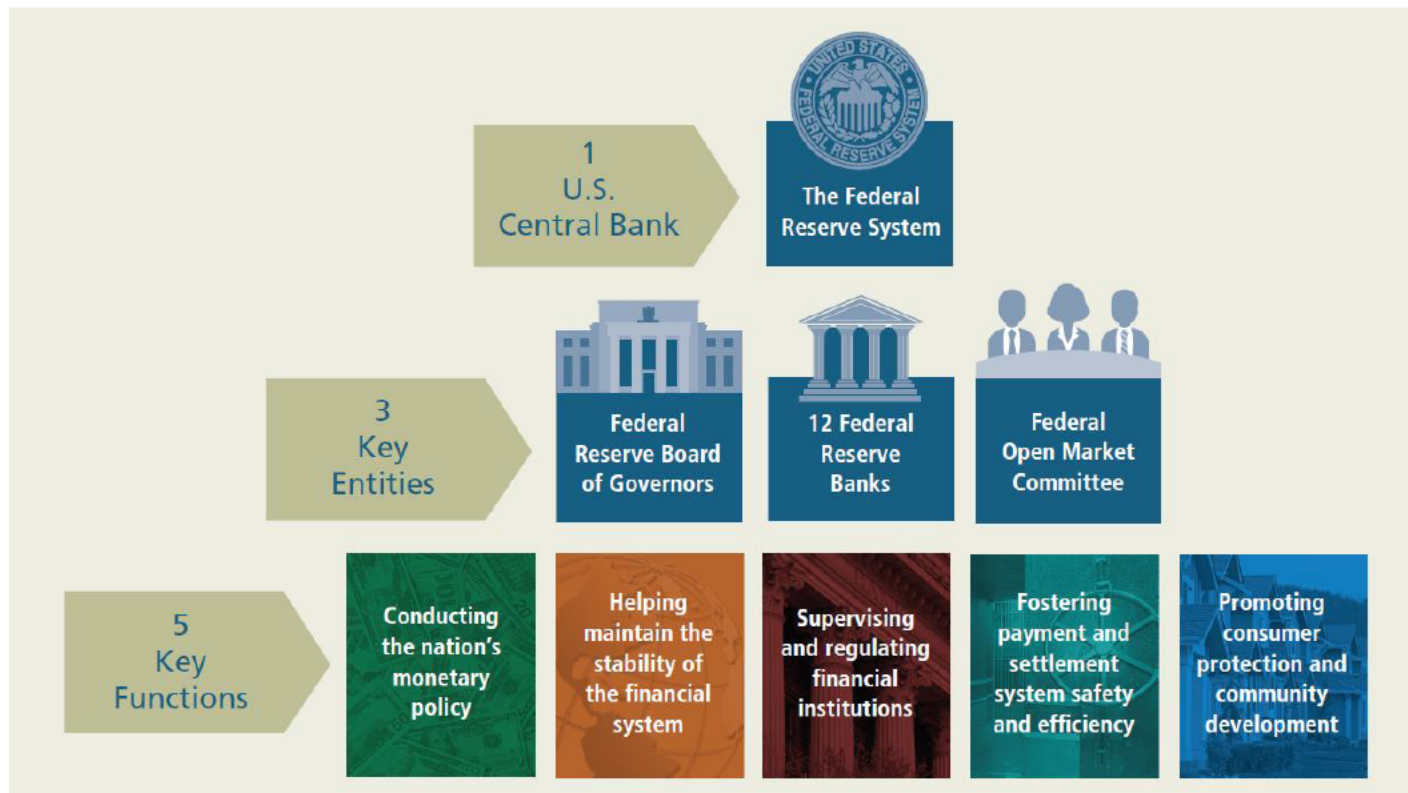 UNITED STATES
FEDERAL RESERVE SYSTEM
1
U.S.
Central Bank
The Federal
Reserve System
3
Key
Entities
Federal
Reserve Board
of Governors
12 Federal
Reserve
Banks
Federal
Open Market
Committee
5
Key
Functions
Conducting
the nation’s
monetary
policy
Helping
maintain the
stability of
the financial
system
Supervising
and regulating
financial
institutions
Fostering
payment and
settlement
system safety
and efficiency
Promoting
consumer
protection and
community
development